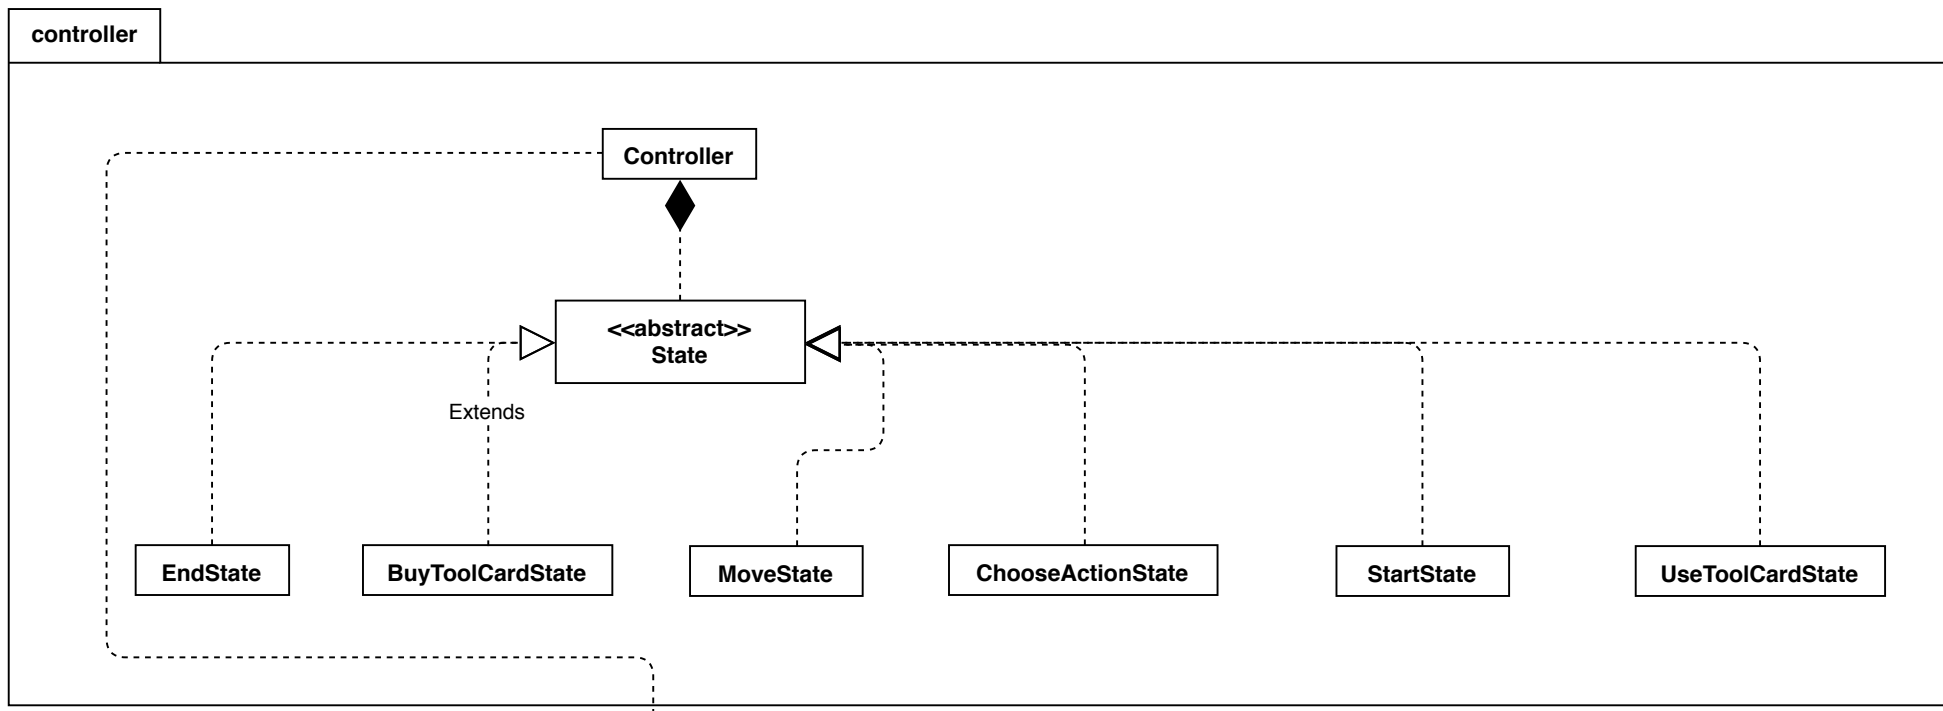 controller
Controller
<<abstract>>
State
Extends
EndState
BuyToolCardState
MoveState
ChooseActionState
StartState
UseToolCardState